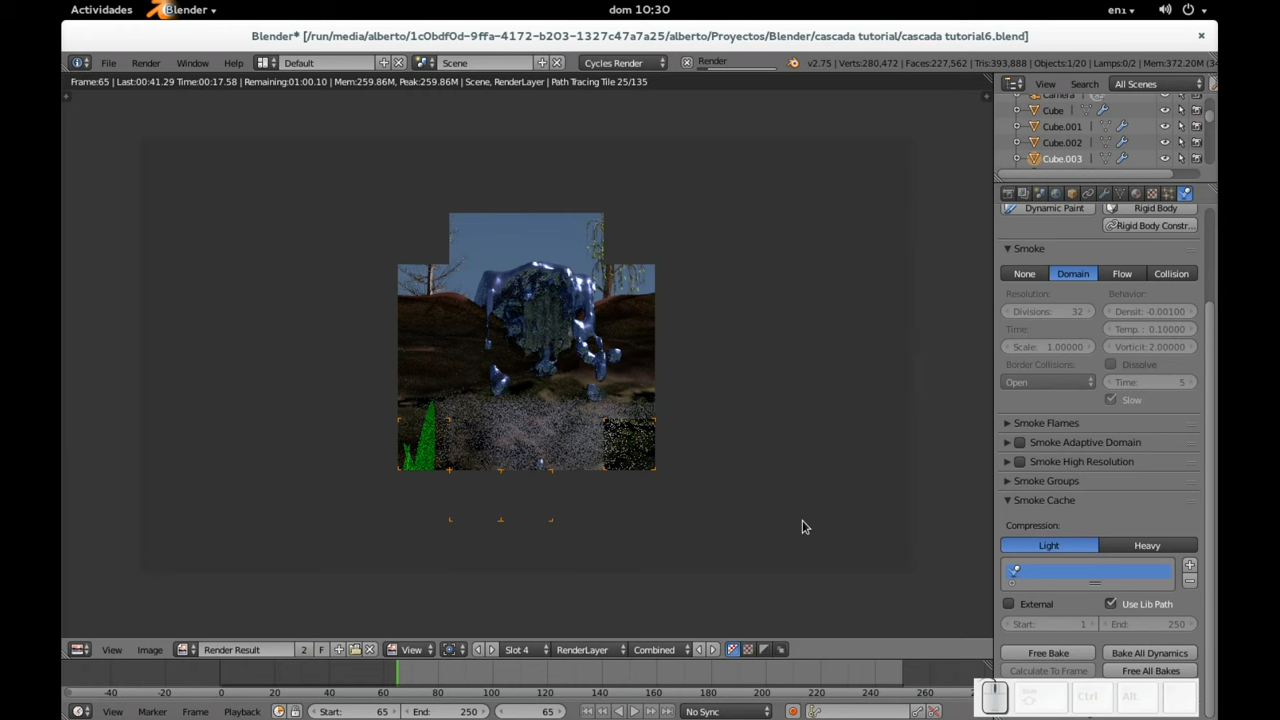 Actividades Blender dom 10:30 en1
Blender* [/run/media/alberto/1c0bdf0d-9ffa-4172-b203-1327c47a7a25/alberto/Proyectos/Blender/cascada tutorial/cascada tutorial6.blend]
File Render Window Help Default Scene Cycles Render Render v2.75 | Verts:280,472 | Faces:227,562 | Tris:393,888 | Objects:1/20 | Lamps:0/2 | Mem:372.20M
Frame:65 | Last:00:41.29 Time:00:17.58 | Remaining:01:00.10 | Mem:259.86M, Peak:259.86M | Scene, RenderLayer | Path Tracing Tile 25/135
View Search All Scenes
Camera
Cube
Cube.001
Cube.002
Cube.003
Dynamic Paint Rigid Body
Rigid Body Constr...
Smoke
None Domain Flow Collision
Resolution: Behavior:
Divisions: 32 Densit: -0.00100
Time: Temp. : 0.10000
Scale: 1.00000 Vorticit: 2.00000
Border Collisions: Dissolve
Open Time: 5
Slow
Smoke Flames
Smoke Adaptive Domain
Smoke High Resolution
Smoke Groups
Smoke Cache
Compression:
Light Heavy
External Use Lib Path
Start: 1 End: 250
Free Bake Bake All Dynamics
Calculate To Frame Free All Bakes
View Image Render Result 2 F View Slot 4 RenderLayer Combined
-40 -20 0 20 40 60 80 100 120 140 160 180 200 220 240 260
View Marker Frame Playback Start: 65 End: 250 65 No Sync
Ctrl Alt